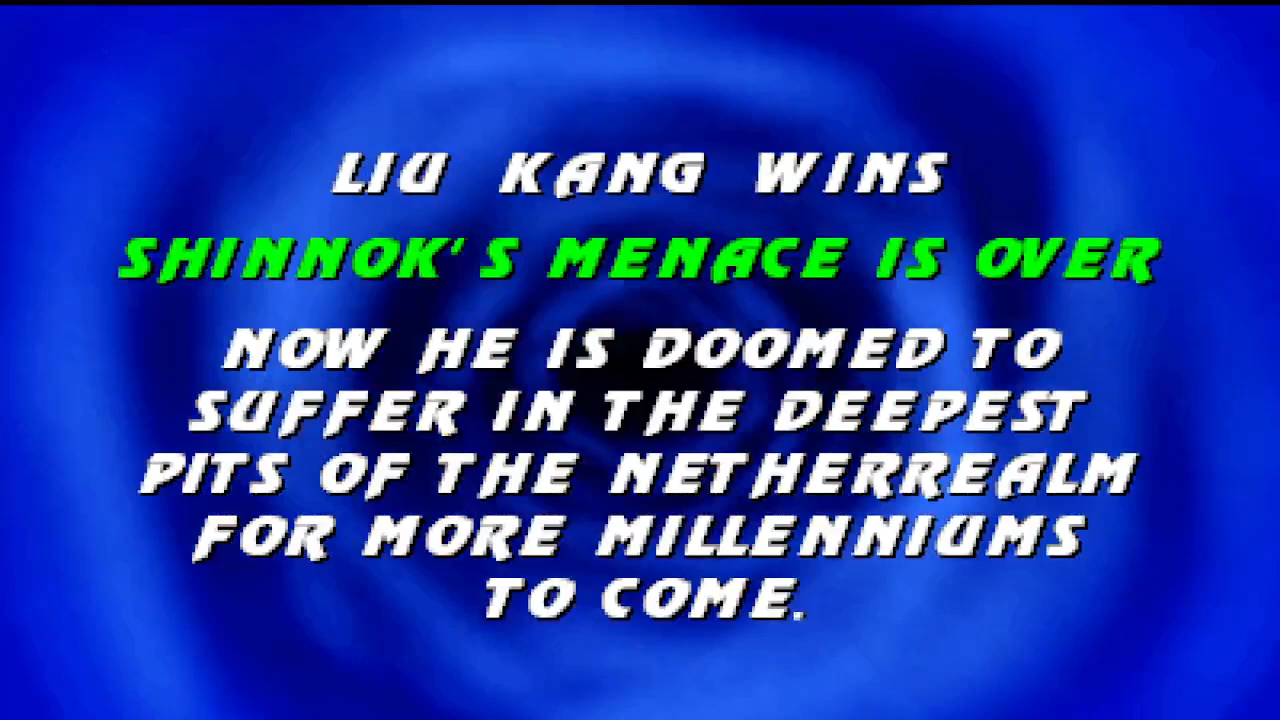 LIU KANG WINS
SHINNOK'S MENACE IS OVER
NOW HE IS DOOMED TO
SUFFER IN THE DEEPEST
PITS OF THE NETHERREALM
FOR MORE MILLENNIUMS
TO COME.